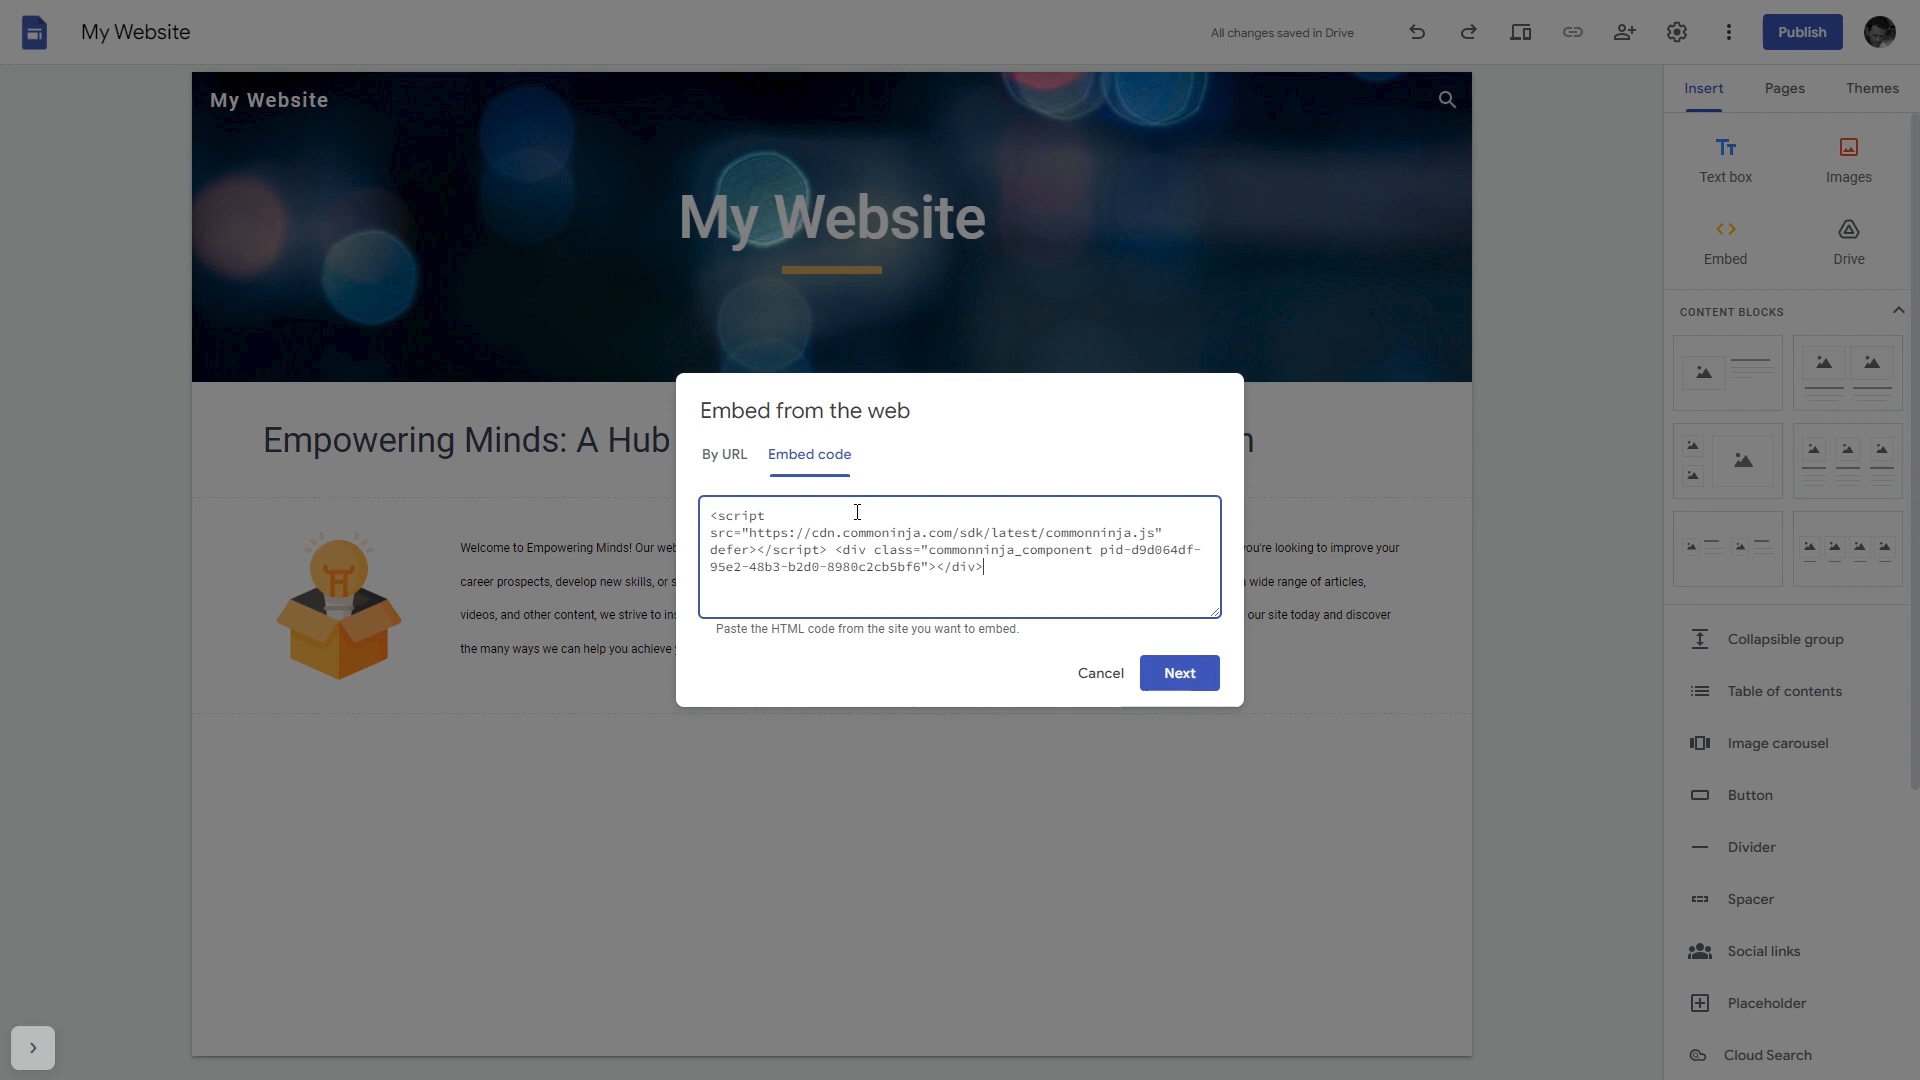 My Website
All changes saved in Drive
Publish
My Website
My Website
Insert
Pages
Themes
Text box
Images
Embed
Drive
CONTENT BLOCKS
Empowering Minds: A Hub
Embed from the web
By URL
Embed code
<script
src="https://cdn.commoninja.com/sdk/latest/commonninja.js"
defer></script> <div class="commonninja_component pid-d9d064df-
95e2-48b3-b2d0-8980c2cb5bf6"></div>
Paste the HTML code from the site you want to embed.
Cancel
Next
Welcome to Empowering Minds! Our
you're looking to improve your
career prospects, develop new skills, or
a wide range of articles,
videos, and other content, we strive to
our site today and discover
the many ways we can help you achieve
Collapsible group
Table of contents
Image carousel
Button
Divider
Spacer
Social links
Placeholder
Cloud Search